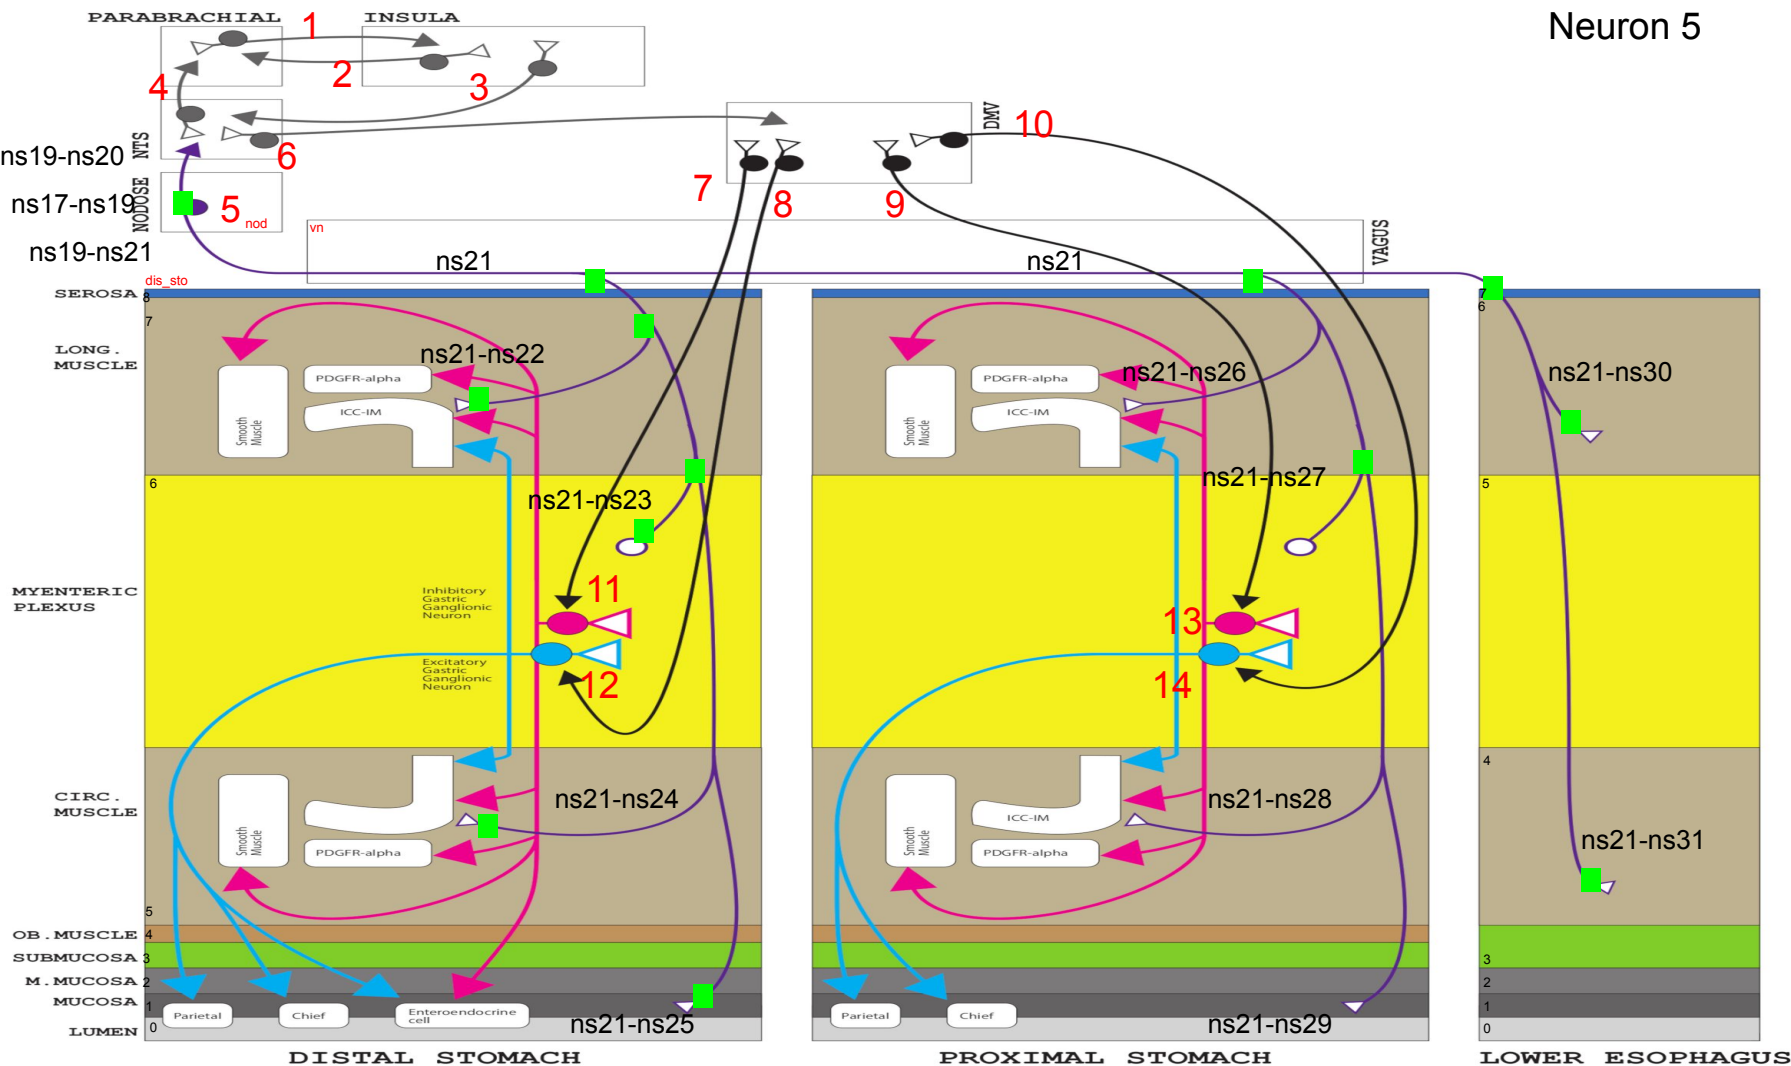 PARABRACHIAL
1
INSULA
Neuron 5
2
3
4
NTS
6
DMV
10
ns19-ns20
NODOSE
ns17-ns19
5
nod
7
8
9
ns19-ns21
vn
ns21
ns21
VAGUS
dis_sto
SEROSA
8
7
7
6
LONG.
MUSCLE
ns21-ns22
PDGFR-alpha
ICC-IM
Smooth
Muscle
ns21-ns26
PDGFR-alpha
ICC-IM
Smooth
Muscle
ns21-ns30
6
ns21-ns23
ns21-ns27
5
MYENTERIC
PLEXUS
Inhibitory
Gastric
Ganglionic
Neuron
11
13
Excitatory
Gastric
Ganglionic
Neuron
12
14
4
CIRC.
MUSCLE
ns21-ns24
Smooth
Muscle
PDGFR-alpha
ns21-ns28
ICC-IM
Smooth
Muscle
PDGFR-alpha
ns21-ns31
5
OB.MUSCLE
4
SUBMUCOSA
3
3
M.MUCOSA
2
2
MUCOSA
1
1
Parietal
Chief
Enteroendocrine
cell
Parietal
Chief
LUMEN
0
ns21-ns25
ns21-ns29
0
DISTAL STOMACH
PROXIMAL STOMACH
LOWER ESOPHAGUS